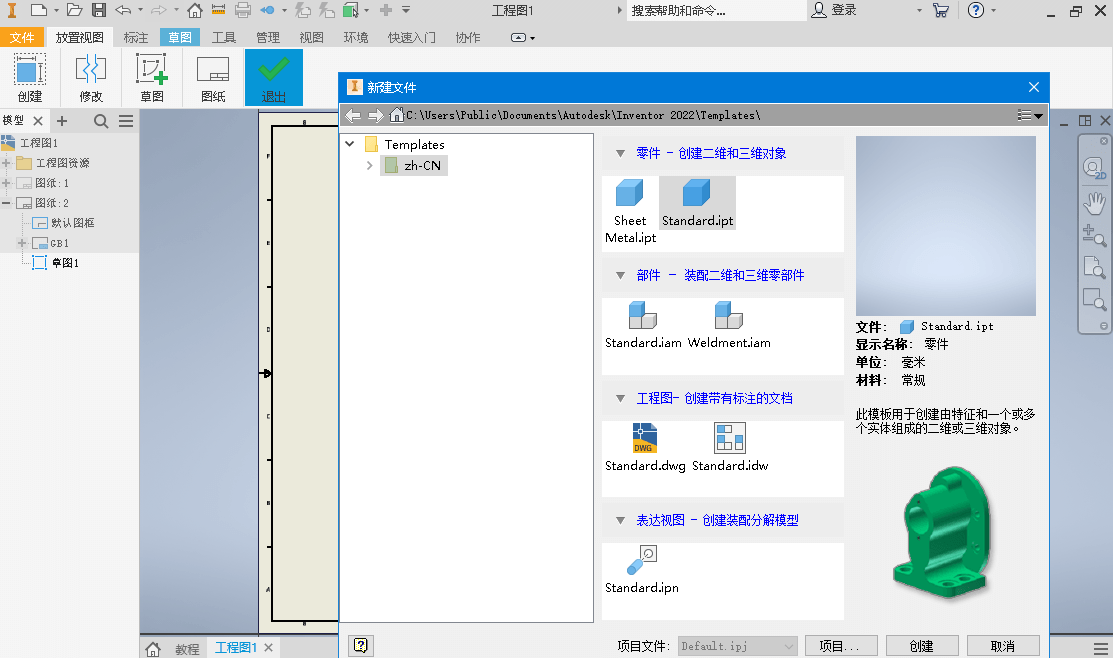 工程图1
搜索帮助和命令...
登录
文件 放置视图 标注 草图 工具 管理 视图 环境 快速入门 协作
创建 修改 草图 图纸 退出
新建文件
C:\Users\Public\Documents\Autodesk\Inventor 2022\Templates\
模型
工程图1
工程图资源
图纸:1
图纸:2
默认图框
GB1
草图1
Templates
zh-CN
零件 - 创建二维和三维对象
Sheet Metal.ipt
Standard.ipt
部件 - 装配二维和三维零部件
Standard.iam Weldment.iam
工程图- 创建带有标注的文档
DWG
Standard.dwg Standard.idw
表达视图 - 创建装配分解模型
Standard.ipn
2D
文件: Standard.ipt
显示名称: 零件
单位: 毫米
材料: 常规
此模板用于创建由特征和一个或多
个实体组成的二维或三维对象。
项目文件: Default.ipj 项目... 创建 取消
教程 工程图1